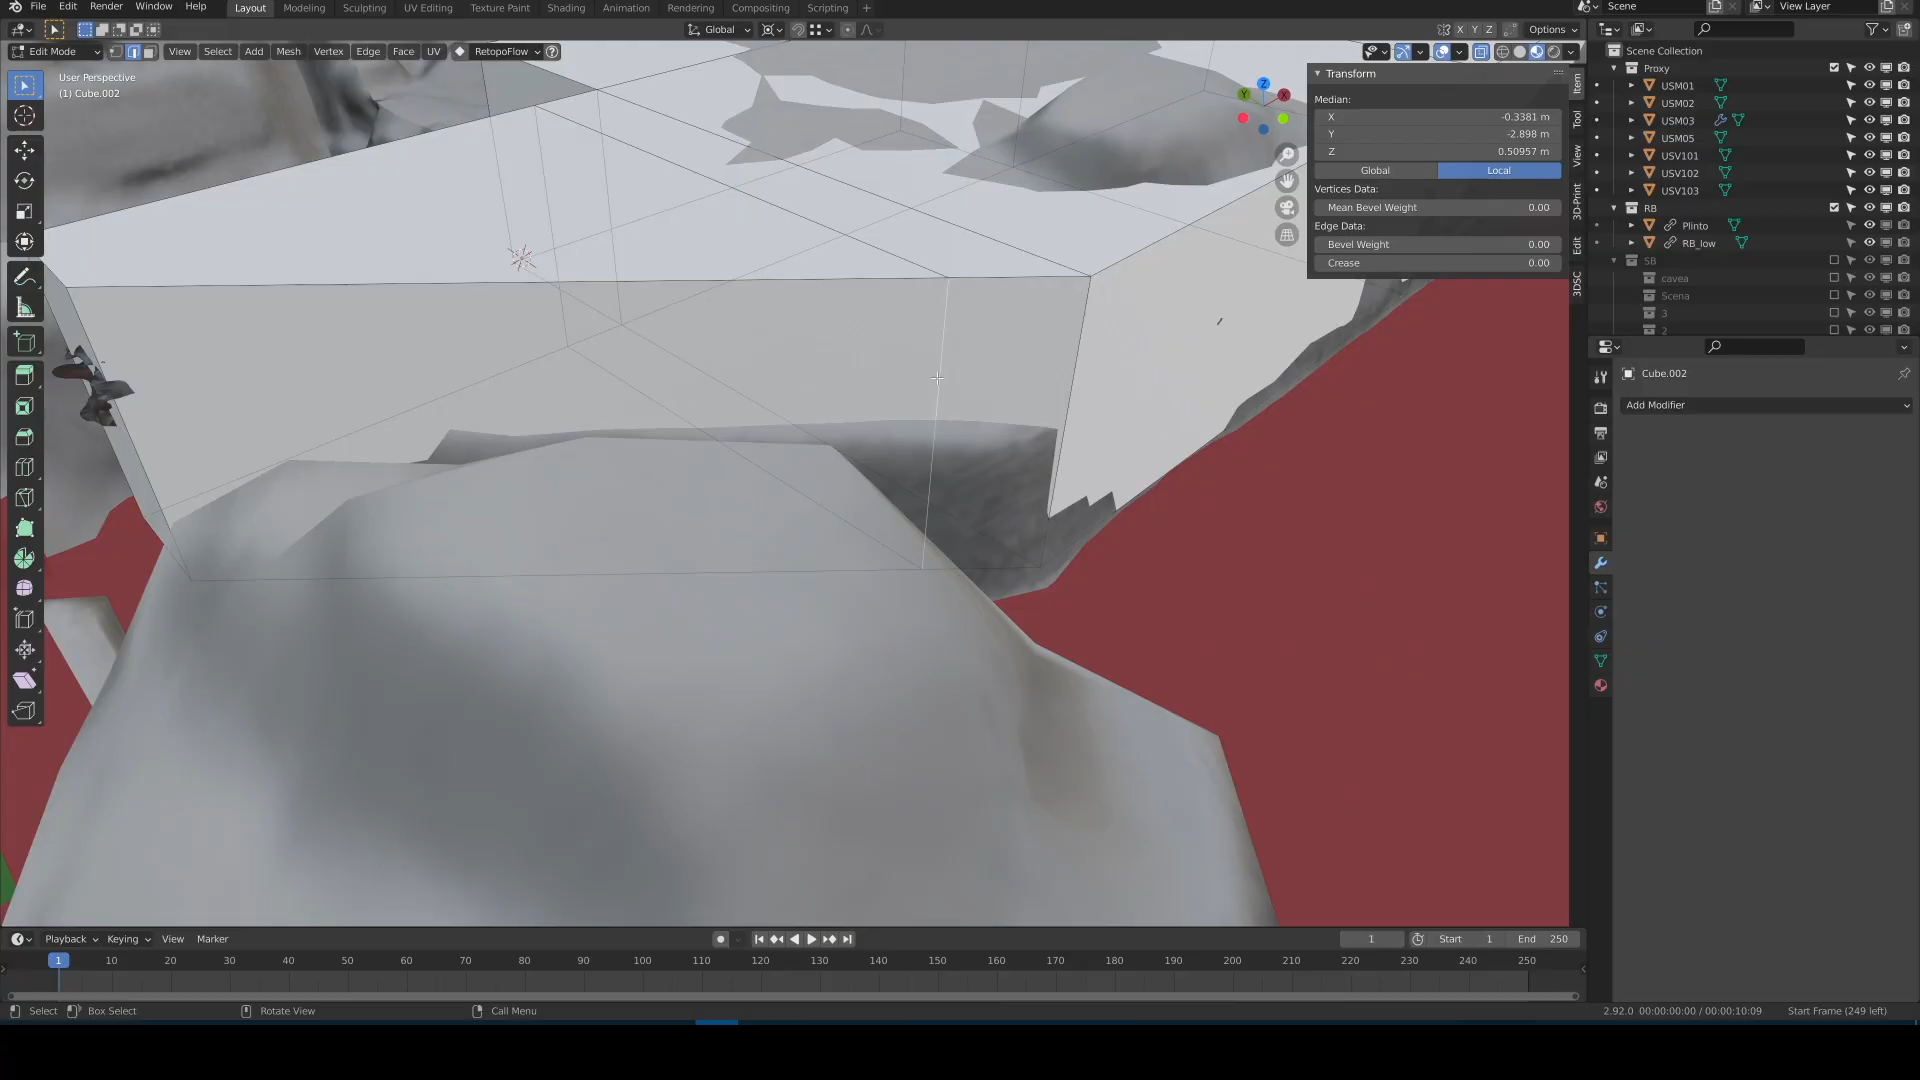 File Edit Render Window Help Layout Modeling Sculpting UV Editing Texture Paint Shading Animation Rendering Compositing Scripting + Scene View Layer
Global X Y Z Options
Edit Mode View Select Add Mesh Vertex Edge Face UV RetopoFlow
User Perspective
(1) Cube.002
Transform
Median:
X -0.3381 m
Y -2.898 m
Z 0.50957 m
Global Local
Vertices Data:
Mean Bevel Weight 0.00
Edge Data:
Bevel Weight 0.00
Crease 0.00
Item
Tool
View
3D-Print
Edit
3DSC
Z
Y
X
Scene Collection
Proxy
USM01
USM02
USM03
USM05
USV101
USV102
USV103
RB
Plinto
RB_low
SB
cavea
Scena
3
2
Cube.002
Add Modifier
Playback Keying View Marker 1 Start 1 End 250
1 10 20 30 40 50 60 70 80 90 100 110 120 130 140 150 160 170 180 190 200 210 220 230 240 250
Select Box Select Rotate View Call Menu 2.92.0 00:00:00:00 / 00:00:10:09 Start Frame (249 left)